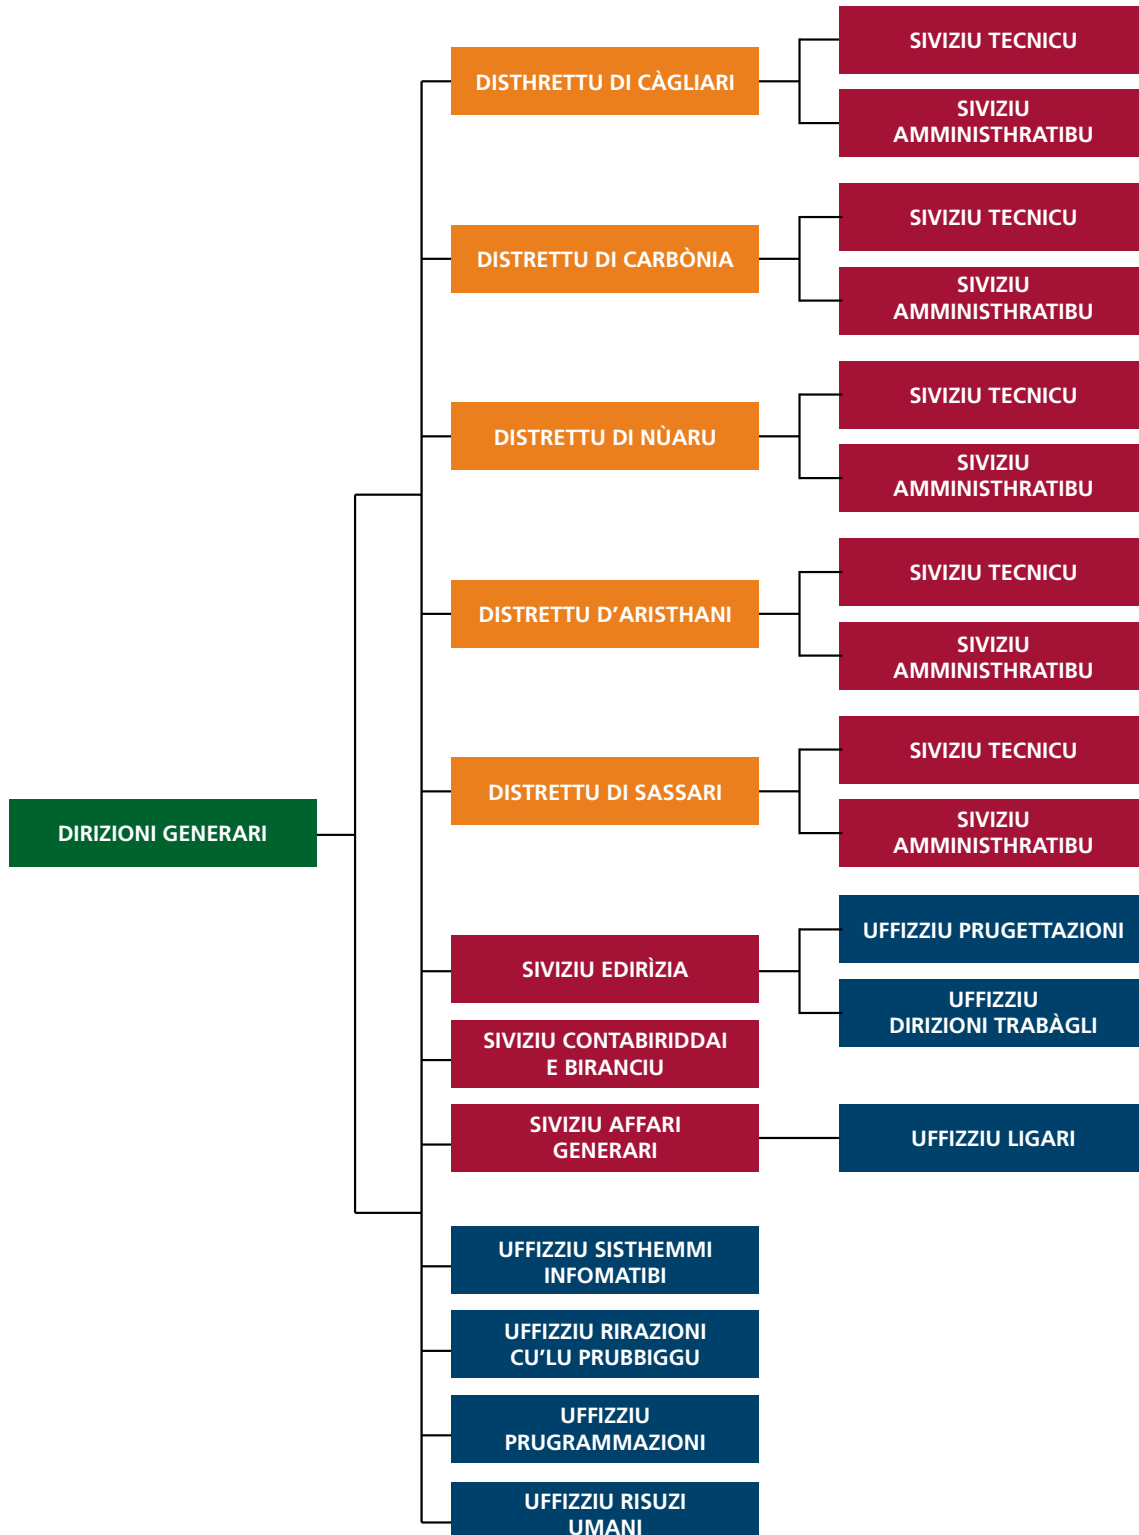 SIVIZIU TECNICU
DISTHRETTU DI CÀGLIARI
SIVIZIU
AMMINISTHRATIBU
SIVIZIU TECNICU
DISTRETTU DI CARBÒNIA
SIVIZIU
AMMINISTHRATIBU
SIVIZIU TECNICU
DISTRETTU DI NÙARU
SIVIZIU
AMMINISTHRATIBU
SIVIZIU TECNICU
DISTRETTU D’ARISTHANI
SIVIZIU
AMMINISTHRATIBU
SIVIZIU TECNICU
DISTRETTU DI SASSARI
SIVIZIU
AMMINISTHRATIBU
DIRIZIONI GENERARI
UFFIZZIU PRUGETTAZIONI
SIVIZIU EDIRÌZIA
UFFIZZIU
DIRIZIONI TRABÀGLI
SIVIZIU CONTABIRIDDAI
E BIRANCIU
SIVIZIU AFFARI
GENERARI
UFFIZZIU LIGARI
UFFIZZIU SISTHEMMI
INFOMATIBI
UFFIZZIU RIRAZIONI
CU’LU PRUBBIGGU
UFFIZZIU
PRUGRAMMAZIONI
UFFIZZIU RISUZI
UMANI